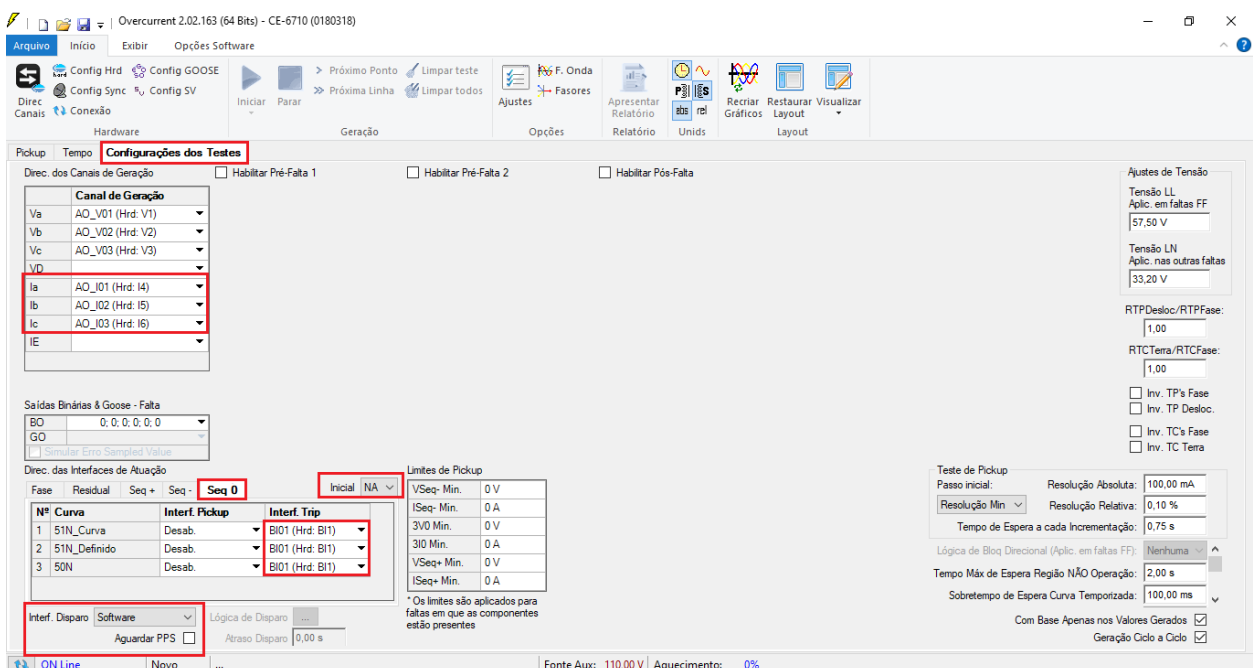 Overcurrent 2.02.163 (64 Bits) - CE-6710 (0180318)
Arquivo Início Exibir Opções Software
Direc Canais
Config Hrd Config GOOSE
Config Sync Config SV
Conexão
Hardware
Iniciar Parar
Próximo Ponto Limpar teste
Próxima Linha Limpar todos
Geração
Ajustes
F. Onda
Fasores
Opções
Apresentar Relatório
Relatório
abs rel
Unids
Recriar Gráficos
Restaurar Layout
Visualizar
Layout
Pickup Tempo Configurações dos Testes
Direc. dos Canais de Geração
Habilitar Pré-Falta 1
Habilitar Pré-Falta 2
Habilitar Pós-Falta
Canal de Geração
Va AO_V01 (Hrd: V1)
Vb AO_V02 (Hrd: V2)
Vc AO_V03 (Hrd: V3)
VD
Ia AO_I01 (Hrd: I4)
Ib AO_I02 (Hrd: I5)
Ic AO_I03 (Hrd: I6)
IE
Ajustes de Tensão
Tensão LL
Aplic. em faltas FF
57,50 V
Tensão LN
Aplic. nas outras faltas
33,20 V
RTPDesloc/RTPFase:
1,00
RTCTerra/RTCFase:
1,00
Inv. TP's Fase
Inv. TP Desloc.
Inv. TC's Fase
Inv. TC Terra
Saídas Binárias & Goose - Falta
BO 0; 0; 0; 0; 0; 0
GO
Simular Erro Sampled Value
Direc. das Interfaces de Atuação
Fase Residual Seq + Seq - Seq 0
Inicial NA
Nº Curva Interf. Pickup Interf. Trip
1 51N_Curva Desab. BI01 (Hrd: BI1)
2 51N_Definido Desab. BI01 (Hrd: BI1)
3 50N Desab. BI01 (Hrd: BI1)
Interf. Disparo Software
Aguardar PPS
Lógica de Disparo ...
Atraso Disparo 0,00 s
Limites de Pickup
VSeq- Min. 0 V
ISeq- Min. 0 A
3V0 Min. 0 V
3I0 Min. 0 A
VSeq+ Min. 0 V
ISeq+ Min. 0 A
* Os limites são aplicados para
faltas em que as componentes
estão presentes
Teste de Pickup
Passo inicial:
Resolução Min
Resolução Absoluta: 100,00 mA
Resolução Relativa: 0,10 %
Tempo de Espera a cada Incrementação: 0,75 s
Lógica de Bloq Direcional (Aplic. em faltas FF): Nenhuma
Tempo Máx de Espera Região NÃO Operação: 2,00 s
Sobretempo de Espera Curva Temporizada: 100,00 ms
Com Base Apenas nos Valores Gerados
Geração Ciclo a Ciclo
ON Line Novo ... Fonte Aux: 110,00 V Aquecimento: 0%